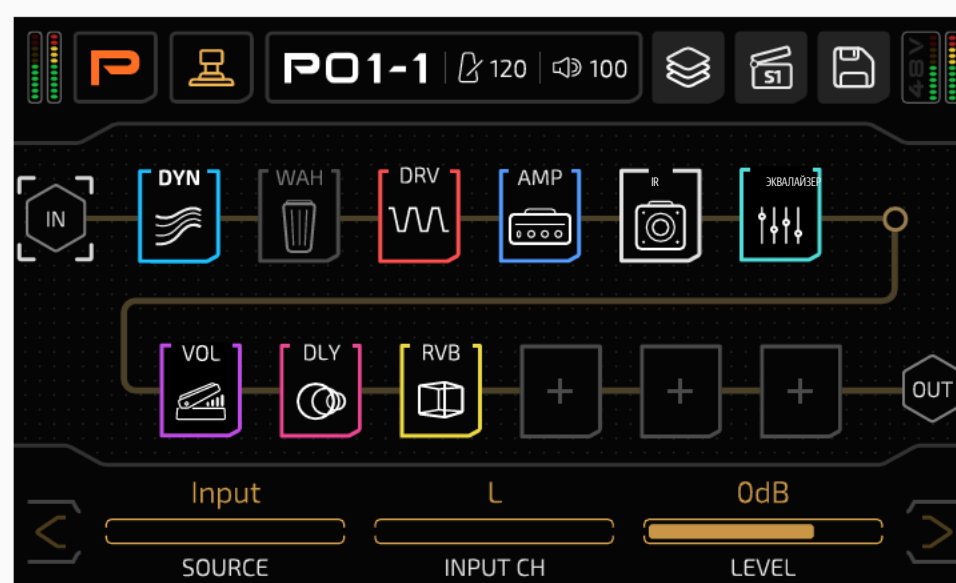 P01-1 120 100 S1 48V
DYN WAH DRV AMP IR ЭКВАЛАЙЗЕР
IN
VOL DLY RVB
OUT
Input L 0dB
SOURCE INPUT CH LEVEL